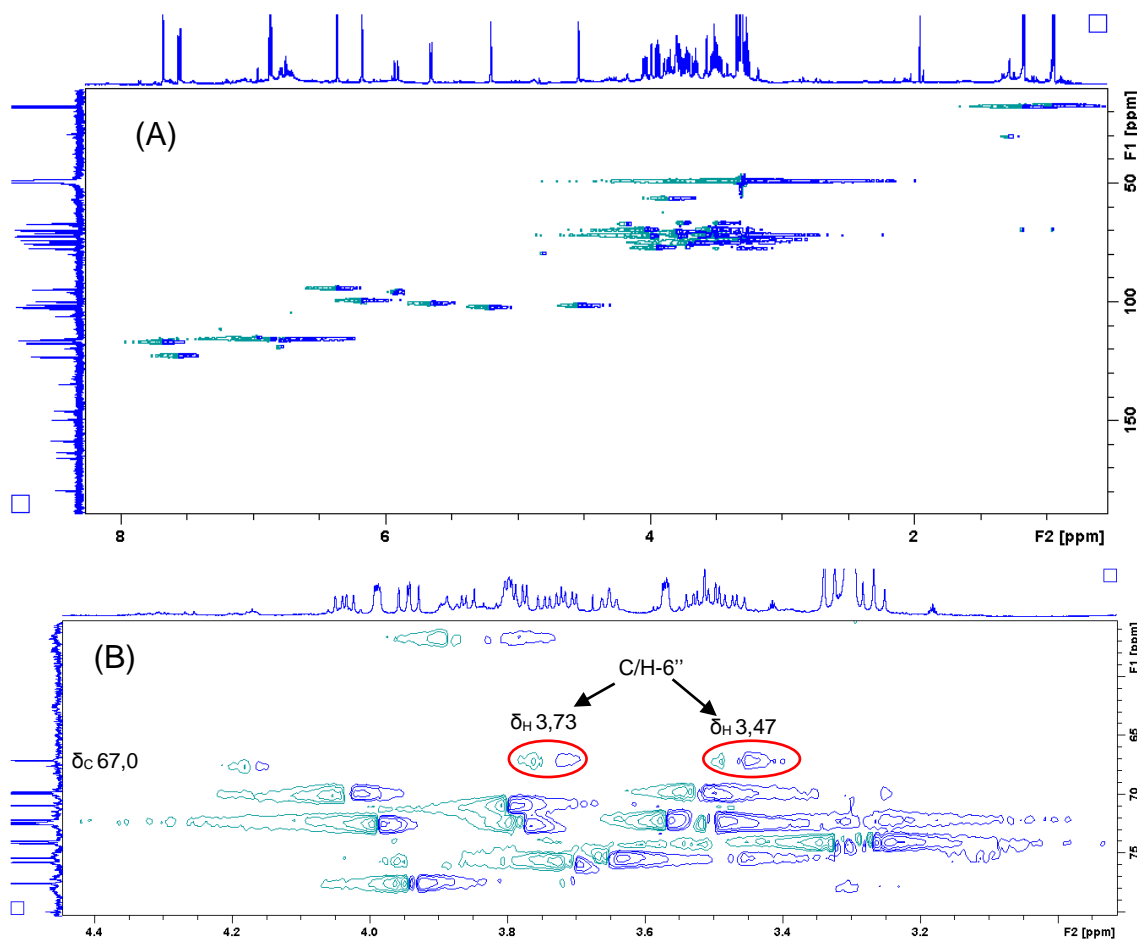 (A)
F1 [ppm]
50
100
150
8
6
4
2
F2 [ppm]
(B)
C/H-6’’
δH 3,73
δH 3,47
δC 67,0
F1 [ppm]
65
70
75
4.4
4.2
4.0
3.8
3.6
3.4
3.2
F2 [ppm]